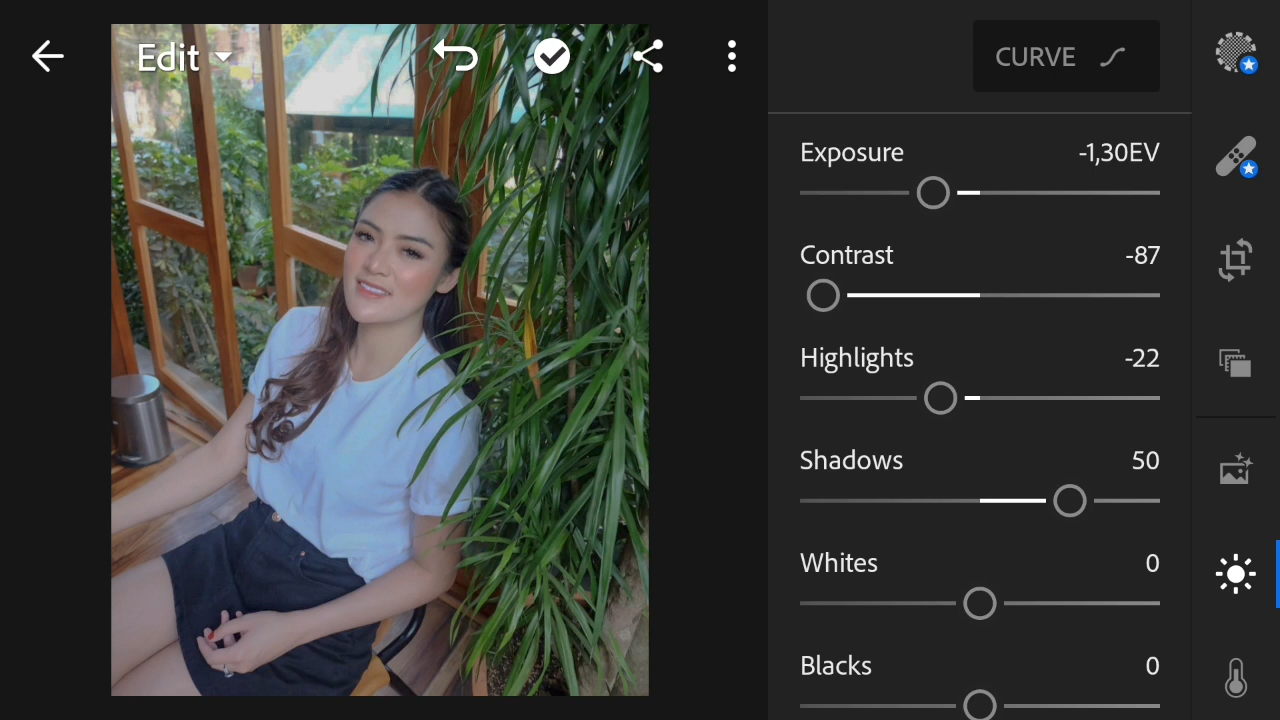 Edit
CURVE
Exposure -1,30EV
Contrast -87
Highlights -22
Shadows 50
Whites 0
Blacks 0